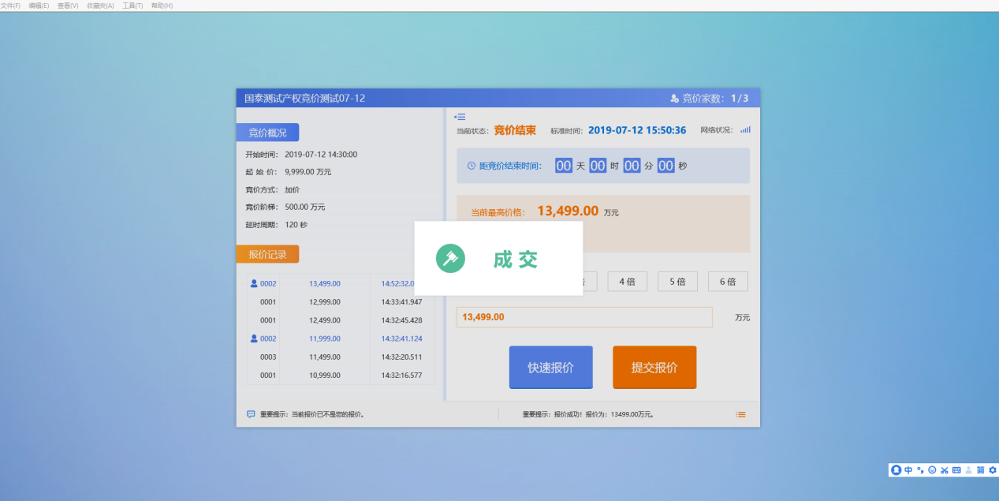 文件(F) 编辑(E) 查看(V) 收藏夹(A) 工具(T) 帮助(H)
国泰测试产权竞价测试07-12
竞价家数： 1/3
竞价概况
开始时间： 2019-07-12 14:30:00
起 始 价： 9,999.00 万元
竞价方式： 加价
竞价阶梯： 500.00 万元
延时周期： 120 秒
报价记录
0002 13,499.00 14:52:32.0
0001 12,999.00 14:33:41.947
0001 12,499.00 14:32:45.428
0002 11,999.00 14:32:41.124
0003 11,499.00 14:32:20.511
0001 10,999.00 14:32:16.577
当前状态： 竞价结束 标准时间： 2019-07-12 15:50:36 网络状况：
距竞价结束时间： 00 天 00 时 00 分 00 秒
当前最高价格： 13,499.00 万元
成交
4 倍 5 倍 6 倍
13,499.00 万元
快速报价 提交报价
重要提示：当前报价已不是您的报价。
重要提示：报价成功！报价为：13499.00万元。
中 简